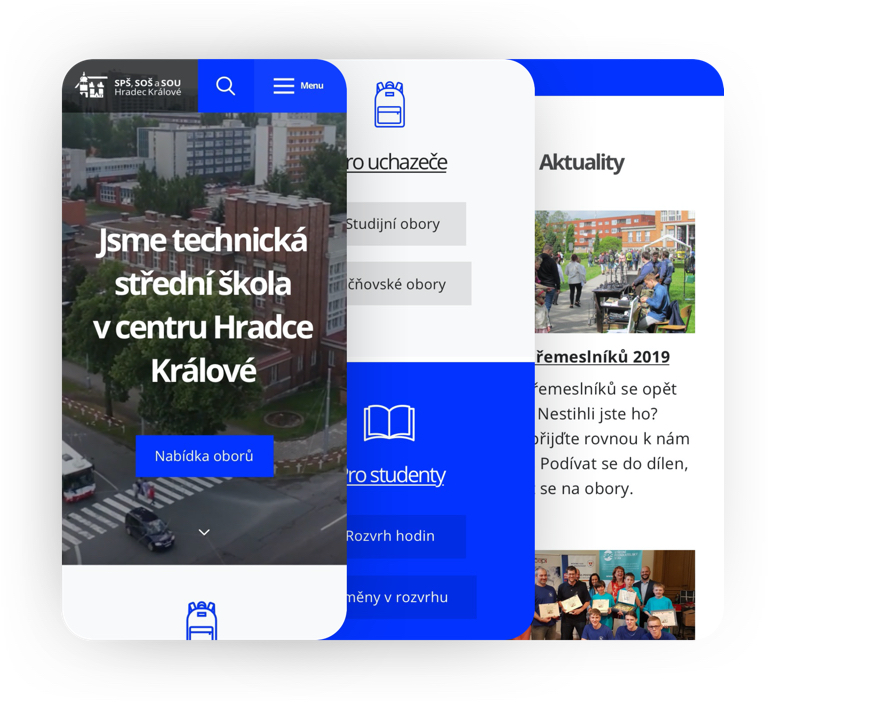 SPŠ, SOŠ a SOU
Hradec Králové
Menu
Jsme technická
střední škola
v centru Hradce
Králové
Nabídka oborů
ro uchazeče
Studijní obory
čňovské obory
ro studenty
Rozvrh hodin
měny v rozvrhu
Aktuality
řemeslníků 2019
řemeslníků se opět
Nestihli jste ho?
přijďte rovnou k nám
Podívat se do dílen,
se na obory.